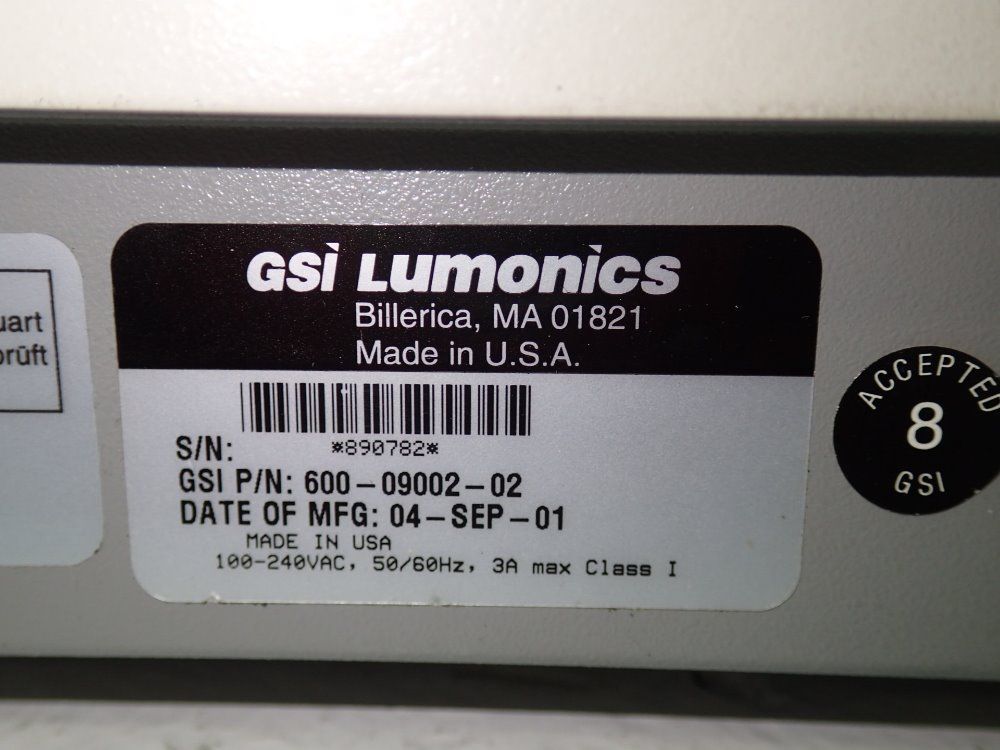 uart
prüft
GSi Lumonics
Billerica, MA 01821
Made in U.S.A.
S/N:
*890782*
GSI P/N: 600-09002-02
DATE OF MFG: 04-SEP-01
MADE IN USA
100-240VAC, 50/60Hz, 3A max Class I
ACCEPTED
8
GSI